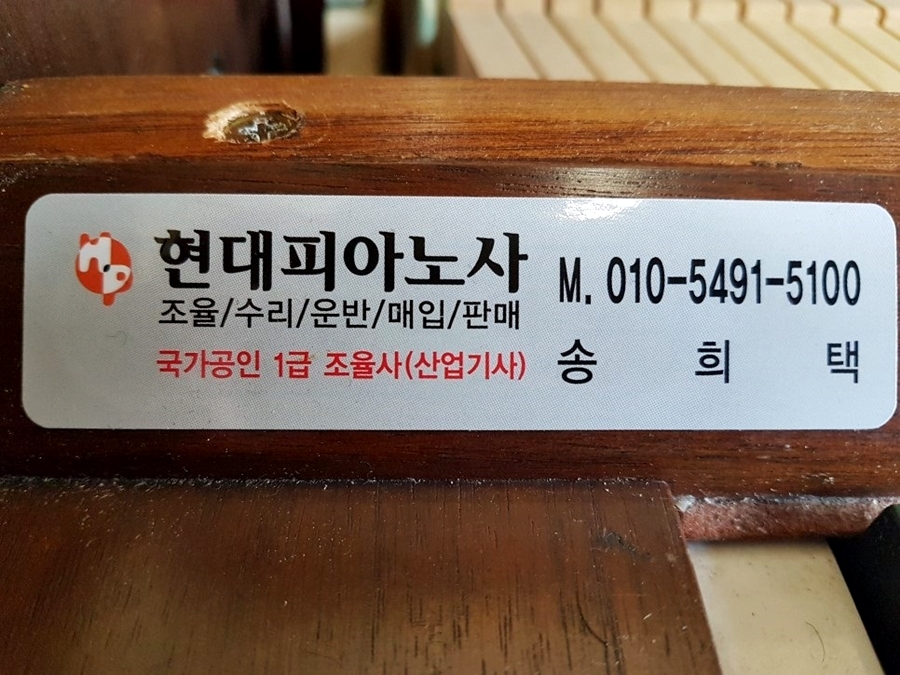 현대피아노사
조율/수리/운반/매입/판매
국가공인 1급 조율사(산업기사)
M. 010-5491-5100
송 희 택